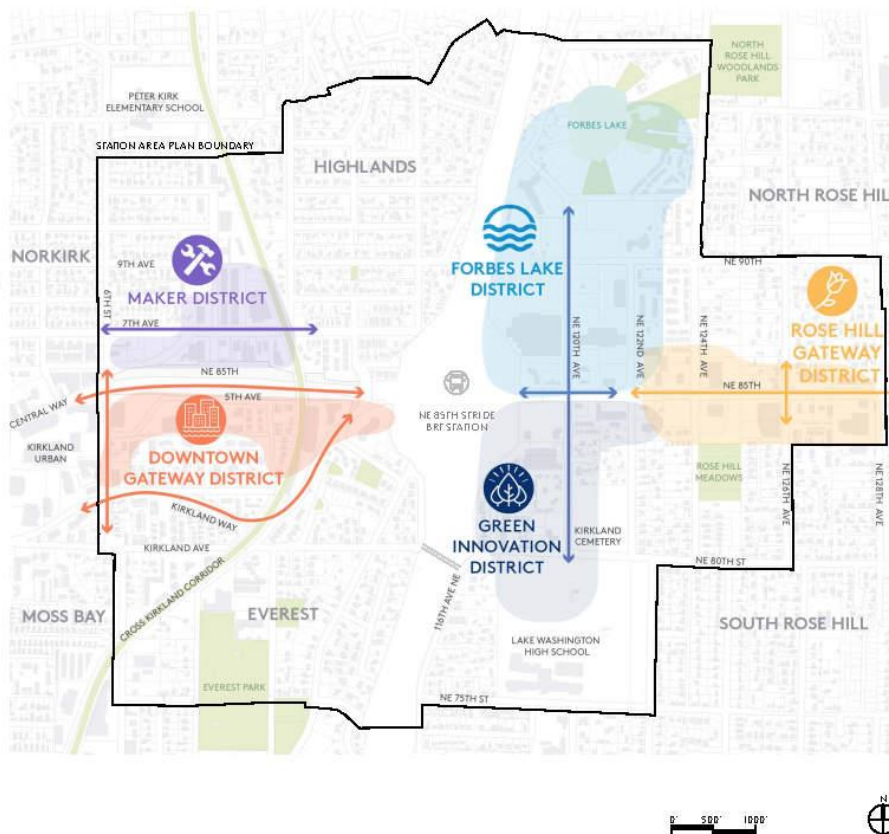 NORTH
ROSE HILL
WOODLANDS
PARK
PETER KIRK
ELEMENTARY SCHOOL
FORBES LAKE
STATION AREA PLAN BOUNDARY
HIGHLANDS
NORTH ROSE HIL
NORKIRK
9TH AVE
MAKER DISTRICT
FORBES LAKE
DISTRICT
NE 90TH
6TH ST
7TH AVE
NE 120TH AVE
NE 122ND AVE
NE 124TH AVE
ROSE HILL
GATEWAY
DISTRICT
NE 85TH
5TH AVE
NE 85TH
CENTRAL WAY
NE 85TH STRIDE
BRT STATION
KIRKLAND
URBAN
DOWNTOWN
GATEWAY DISTRICT
ROSE HILL
MEADOWS
NE 126TH AVE
NE 128TH AVE
KIRKLAND WAY
GREEN
INNOVATION
DISTRICT
KIRKLAND
CEMETERY
KIRKLAND AVE
NE 80TH ST
CROSS KIRKLAND CORRIDOR
116TH AVE NE
MOSS BAY
EVEREST
SOUTH ROSE HILL
LAKE WASHINGTON
HIGH SCHOOL
EVEREST PARK
NE 75TH ST
0' 500' 1000'
N